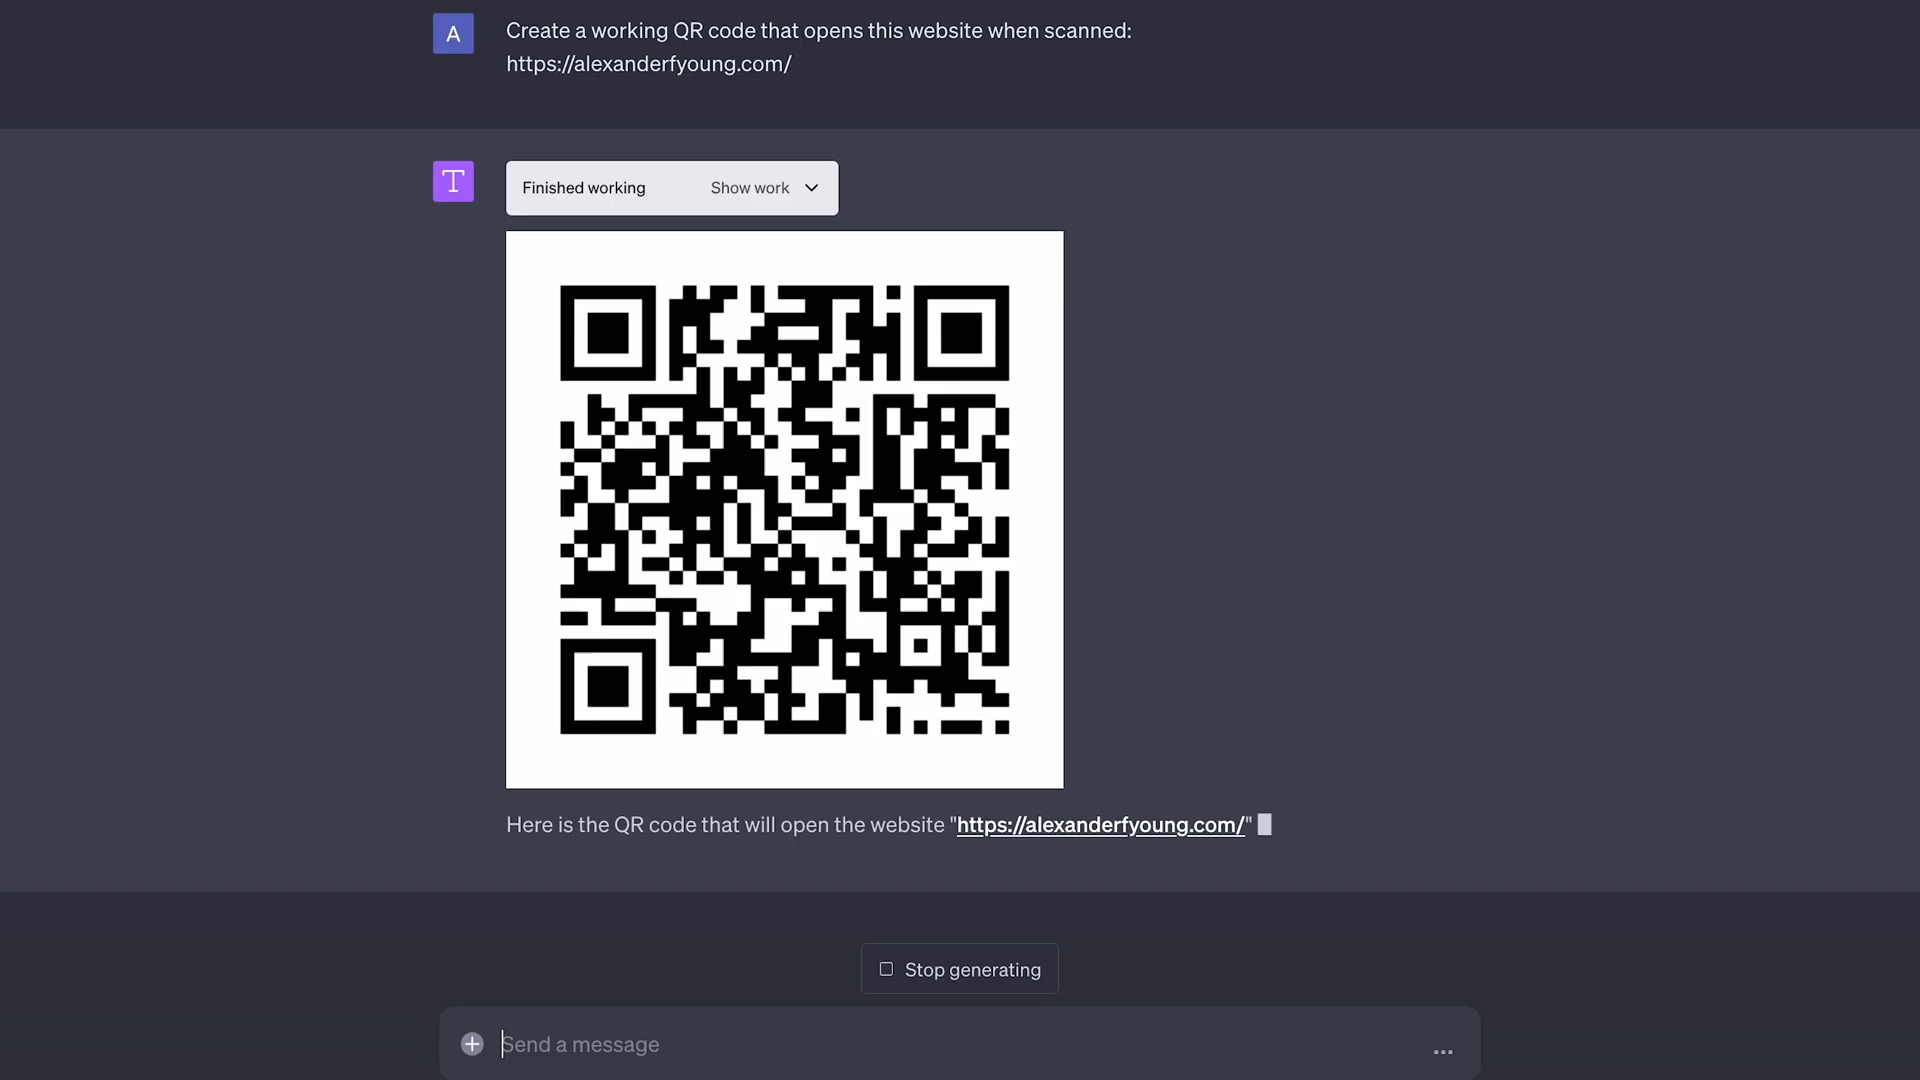 A
Create a working QR code that opens this website when scanned:
https://alexanderfyoung.com/
T
Finished working
Show work
Here is the QR code that will open the website "https://alexanderfyoung.com/"
Stop generating
Send a message
...